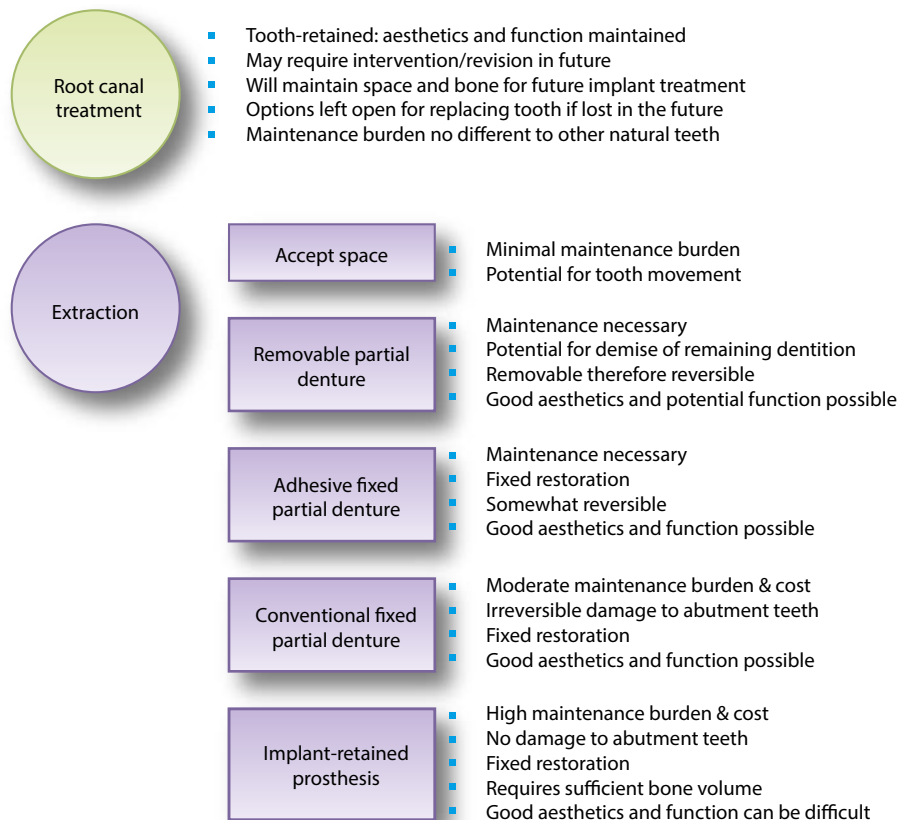 Root canal
treatment
Tooth-retained: aesthetics and function maintained
May require intervention/revision in future
Will maintain space and bone for future implant treatment
Options left open for replacing tooth if lost in the future
Maintenance burden no different to other natural teeth
Extraction
Accept space
Minimal maintenance burden
Potential for tooth movement
Removable partial
denture
Maintenance necessary
Potential for demise of remaining dentition
Removable therefore reversible
Good aesthetics and potential function possible
Adhesive fixed
partial denture
Maintenance necessary
Fixed restoration
Somewhat reversible
Good aesthetics and function possible
Conventional fixed
partial denture
Moderate maintenance burden & cost
Irreversible damage to abutment teeth
Fixed restoration
Good aesthetics and function possible
Implant-retained
prosthesis
High maintenance burden & cost
No damage to abutment teeth
Fixed restoration
Requires sufficient bone volume
Good aesthetics and function can be difficult